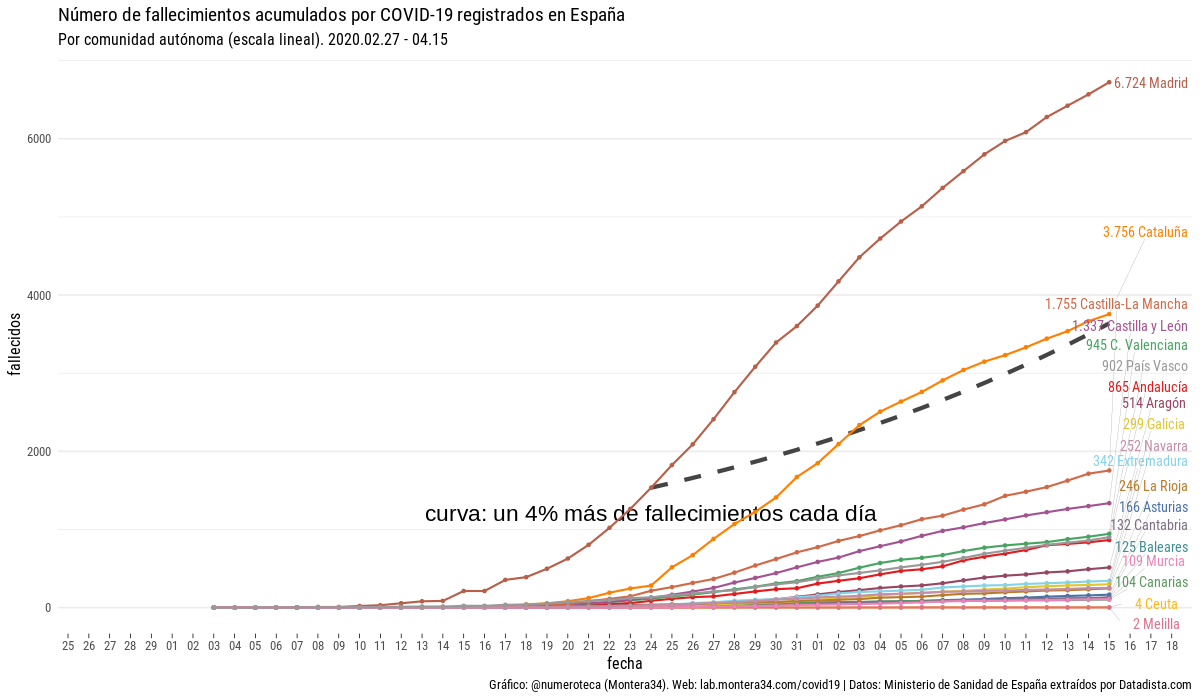 Número de fallecimientos acumulados por COVID-19 registrados en España
Por comunidad autónoma (escala lineal). 2020.02.27 - 04.15
6.724 Madrid
6000
3.756 Cataluña
4000
1.755 Castilla-La Mancha
1.337 Castilla y León
945 C. Valenciana
902 País Vasco
865 Andalucía
514 Aragón
299 Galicia
252 Navarra
342 Extremadura
2000
246 La Rioja
166 Asturias
curva: un 4% más de fallecimientos cada día
132 Cantabria
125 Baleares
109 Murcia
104 Canarias
4 Ceuta
0
2 Melilla
fallecidos
25 26 27 28 29 01 02 03 04 05 06 07 08 09 10 11 12 13 14 15 16 17 18 19 20 21 22 23 24 25 26 27 28 29 30 31 01 02 03 04 05 06 07 08 09 10 11 12 13 14 15 16 17 18
fecha
Gráfico: @numeroteca (Montera34). Web: lab.montera34.com/covid19 | Datos: Ministerio de Sanidad de España extraídos por Datadista.com